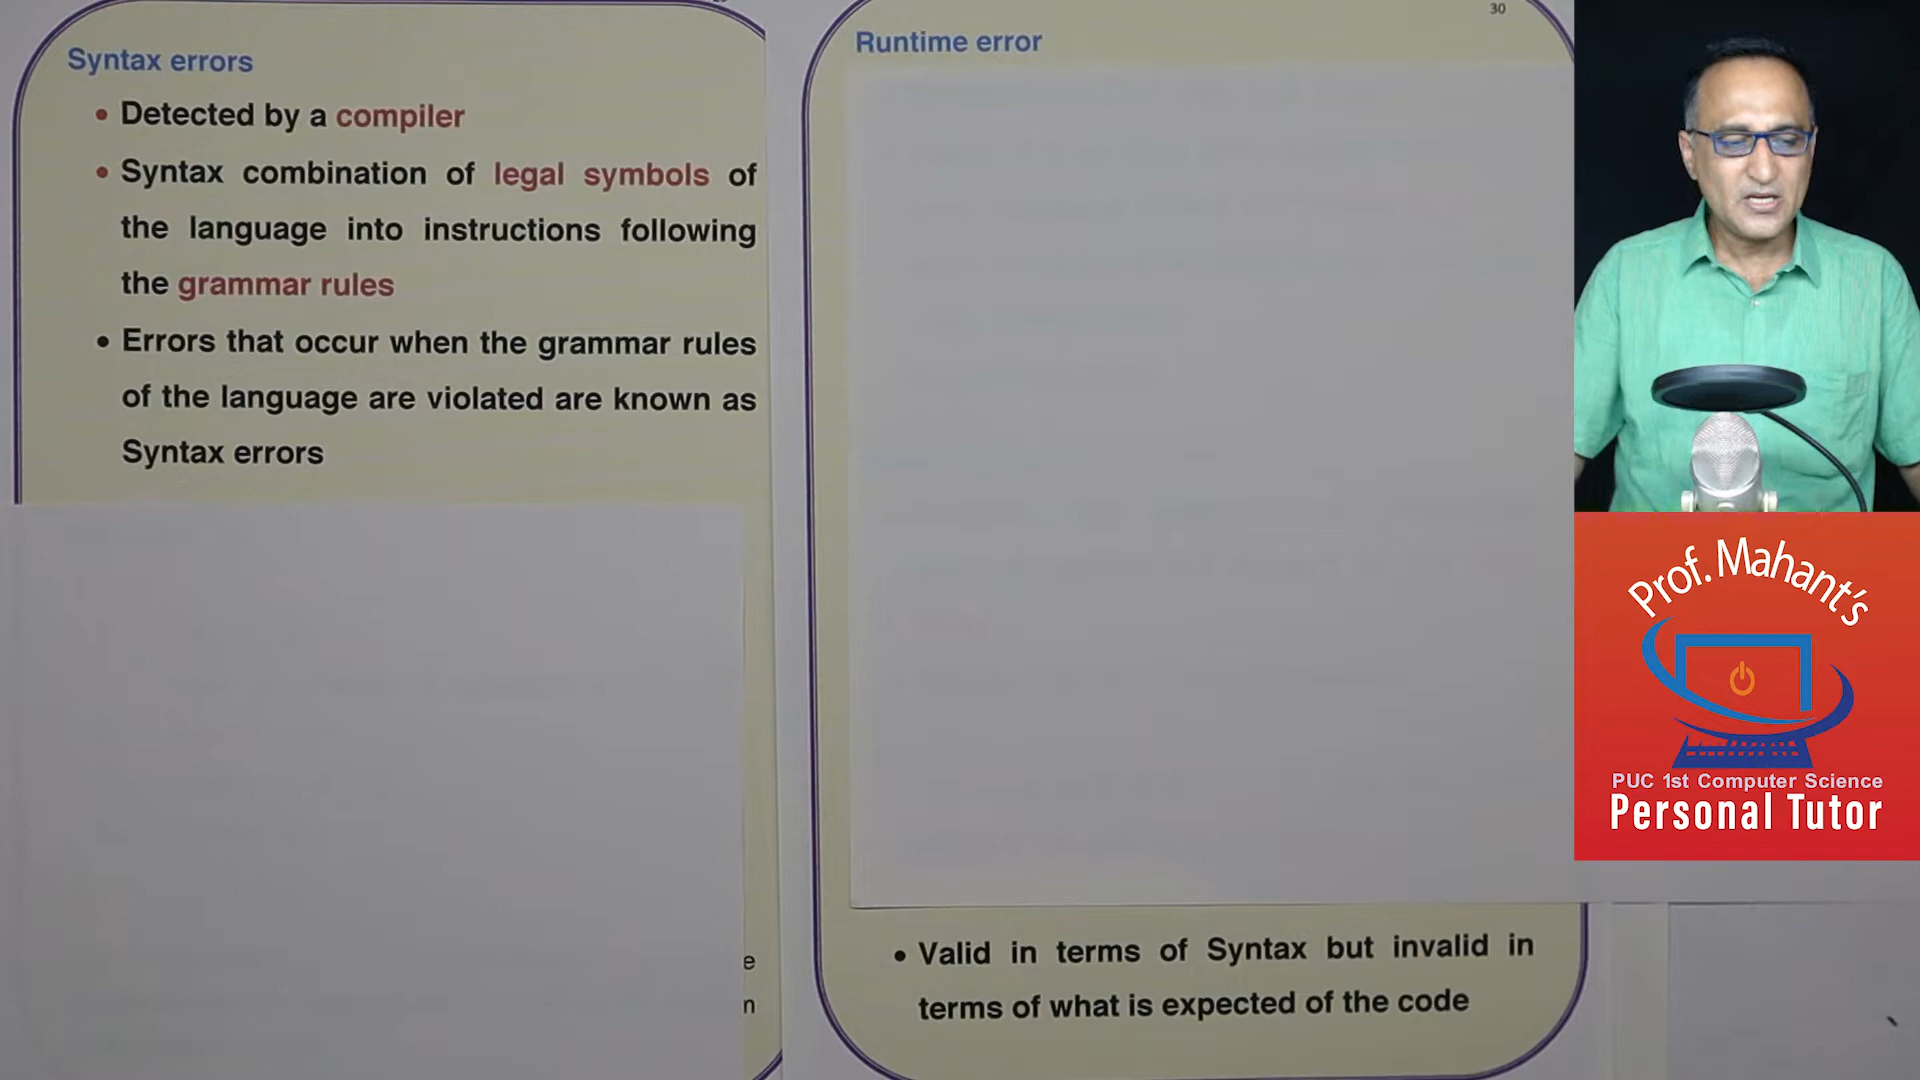 Syntax errors
• Detected by a compiler
• Syntax combination of legal symbols of
the language into instructions following
the grammar rules
• Errors that occur when the grammar rules
of the language are violated are known as
Syntax errors
e
n
30
Runtime error
• Valid in terms of Syntax but invalid in
terms of what is expected of the code
Prof. Mahant's
PUC 1st Computer Science
Personal Tutor